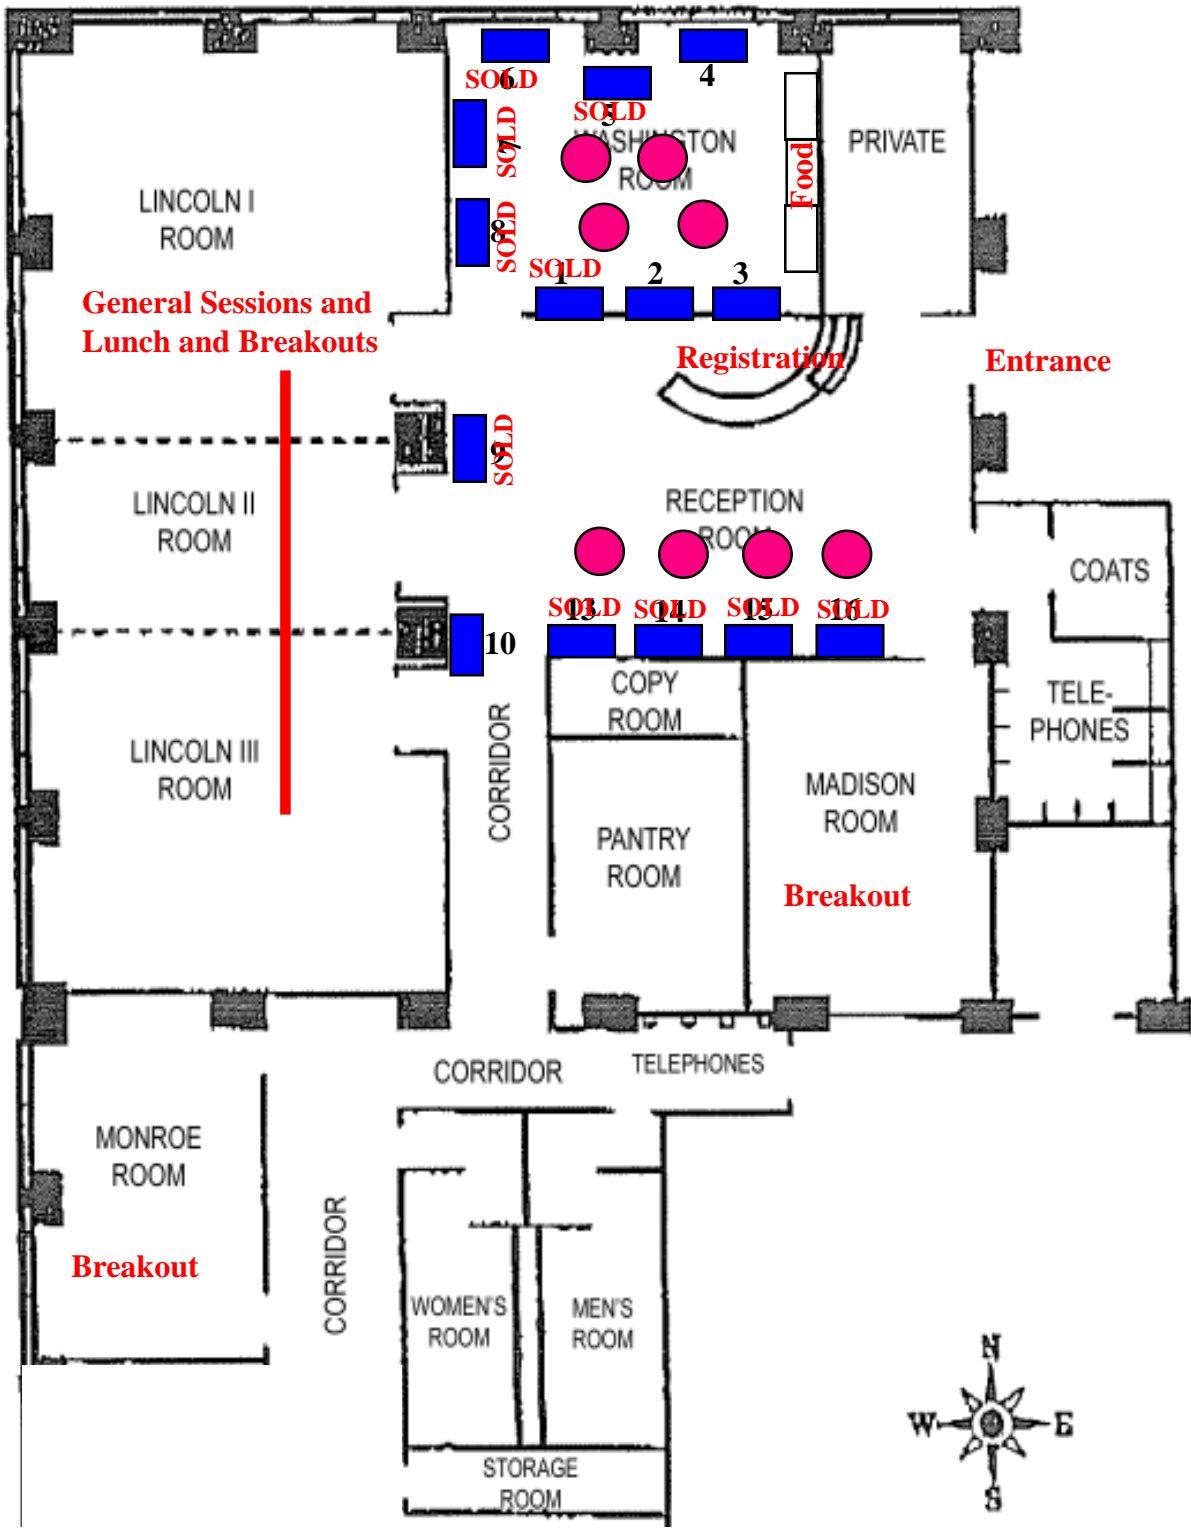 6
SOLD
4
5
SOLD
7
SOLD
WASHINGTON
ROOM
PRIVATE
Food
LINCOLN I
ROOM
8
SOLD
1
SOLD
2
3
General Sessions and
Lunch and Breakouts
Registration
Entrance
9
SOLD
LINCOLN II
ROOM
RECEPTION
ROOM
COATS
13
SOLD
14
SOLD
15
SOLD
16
SOLD
10
COPY
ROOM
TELE-
PHONES
LINCOLN III
ROOM
CORRIDOR
MADISON
ROOM
PANTRY
ROOM
Breakout
CORRIDOR
TELEPHONES
MONROE
ROOM
Breakout
CORRIDOR
WOMEN'S
ROOM
MEN'S
ROOM
STORAGE
ROOM
N
W
E
S